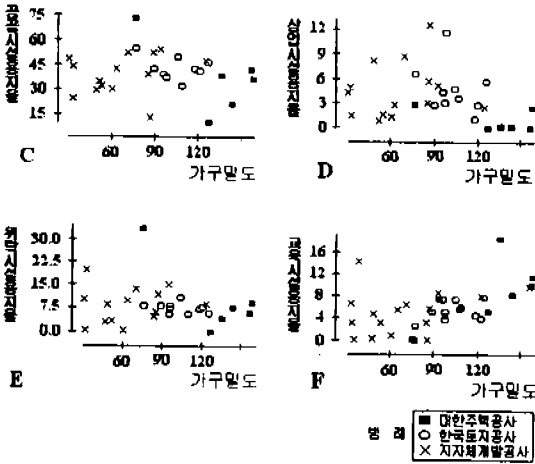 공공시설용지율
75
60
45
30
15
C
60 90 120
가구밀도
상업시설용지율
12
9
6
3
0
D
60 90 120
가구밀도
위락시설용지율
30.0
22.5
15.0
7.5
0.0
E
60 90 120
가구밀도
교육시설용지율
16
12
8
4
0
F
60 90 120
가구밀도
범 례
대한주택공사
한국토지공사
지자체개발공사